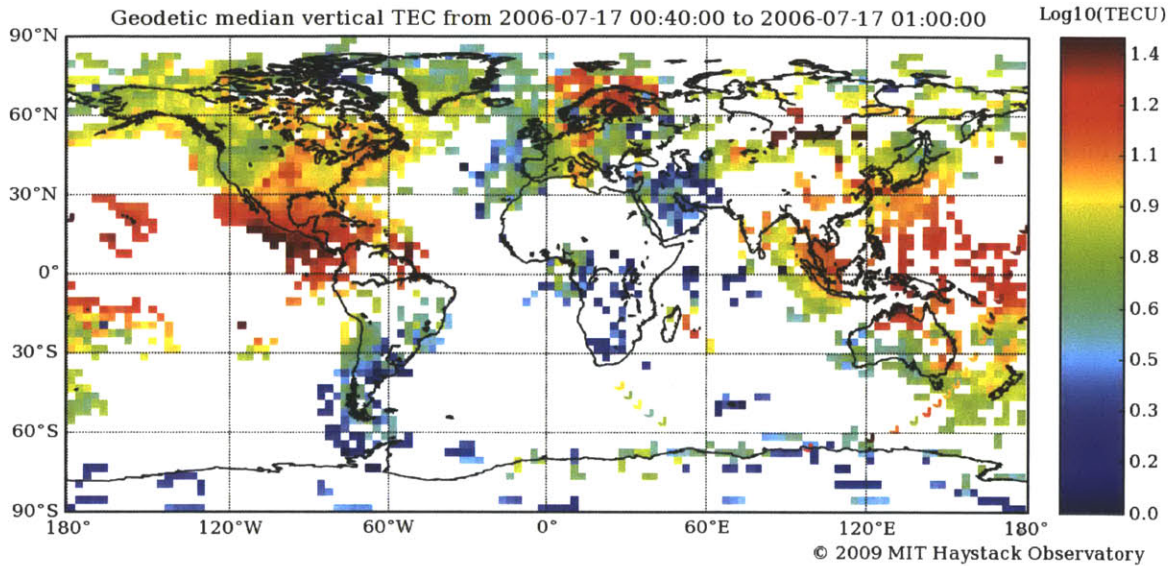 Geodetic median vertical TEC from 2006-07-17 00:40:00 to 2006-07-17 01:00:00
Log10(TECU)
90°N
60°N
30°N
0°
30°S
60°S
90°S
180°
120°W
60°W
0°
60°E
120°E
180°
1.4
1.2
1.1
0.9
0.8
0.6
0.5
0.3
0.2
0.0
© 2009 MIT Haystack Observatory